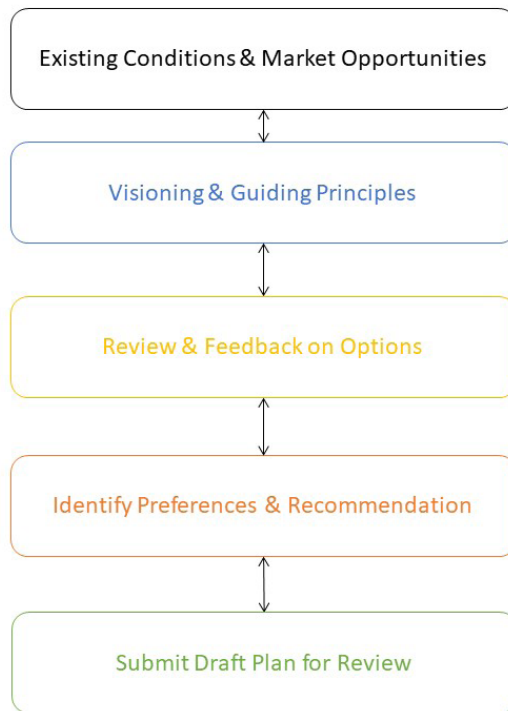 Existing Conditions & Market Opportunities
Visioning & Guiding Principles
Review & Feedback on Options
Identify Preferences & Recommendation
Submit Draft Plan for Review